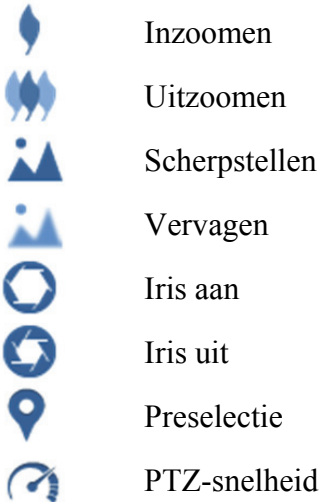 Inzoomen
Uitzoomen
Scherpstellen
Vervagen
Iris aan
Iris uit
Preselectie
PTZ-snelheid